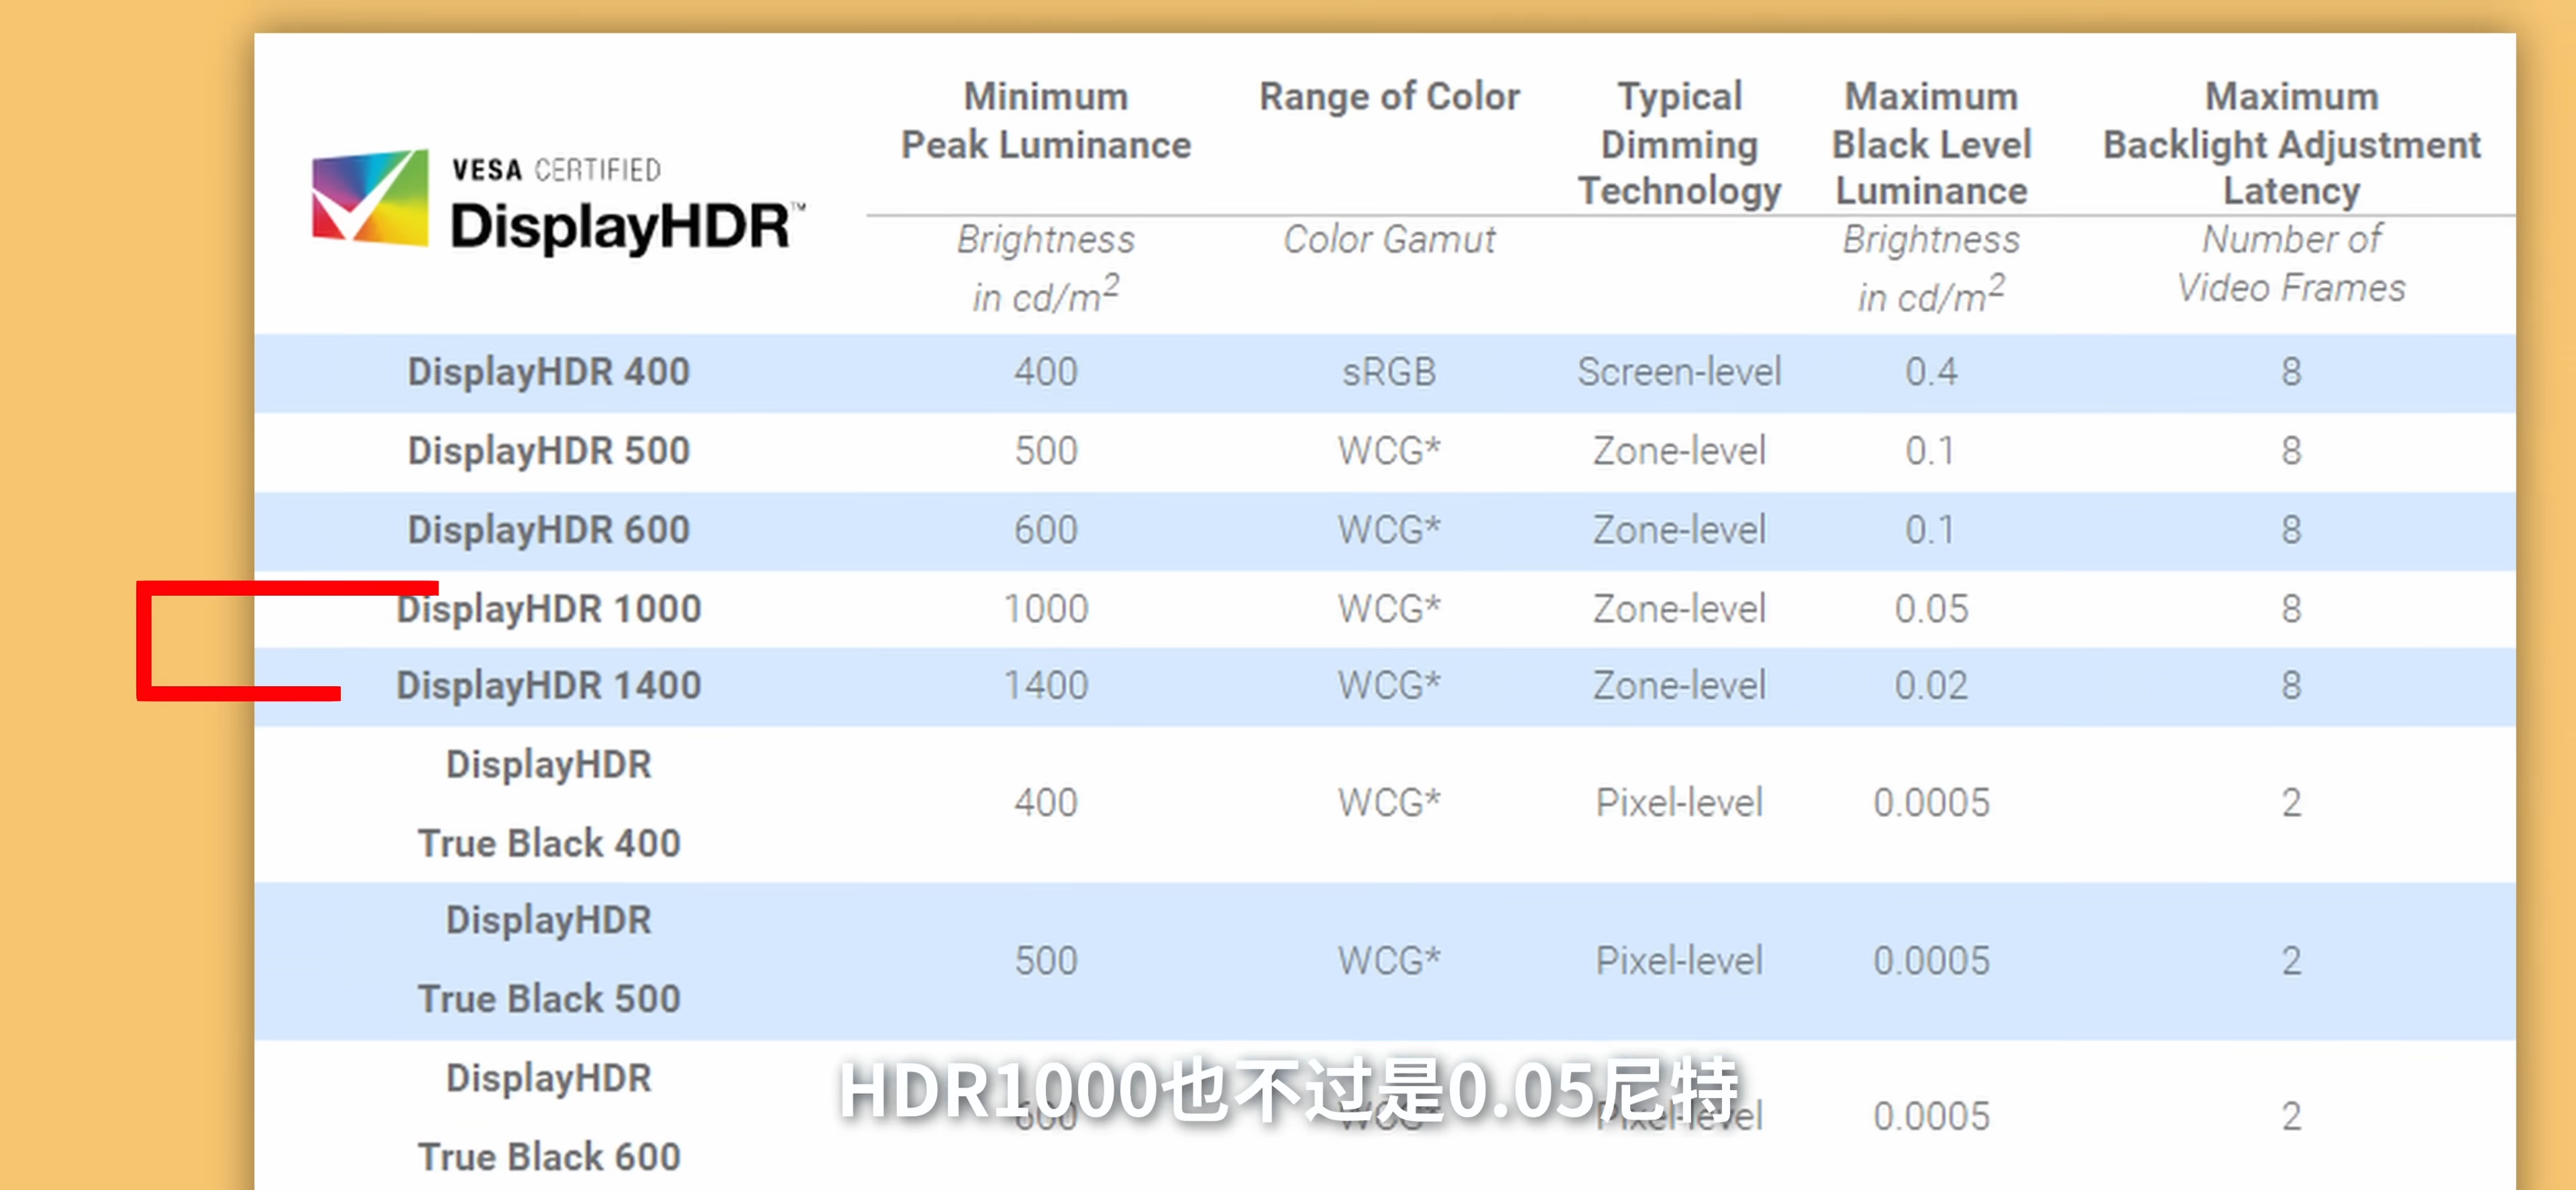 VESA CERTIFIED
DisplayHDR™
Minimum
Peak Luminance
Range of Color
Typical
Dimming
Technology
Maximum
Black Level
Luminance
Maximum
Backlight Adjustment
Latency
Brightness
in cd/m²
Color Gamut
Brightness
in cd/m²
Number of
Video Frames
DisplayHDR 400 400 sRGB Screen-level 0.4 8
DisplayHDR 500 500 WCG* Zone-level 0.1 8
DisplayHDR 600 600 WCG* Zone-level 0.1 8
DisplayHDR 1000 1000 WCG* Zone-level 0.05 8
DisplayHDR 1400 1400 WCG* Zone-level 0.02 8
DisplayHDR
True Black 400
400 WCG* Pixel-level 0.0005 2
DisplayHDR
True Black 500
500 WCG* Pixel-level 0.0005 2
DisplayHDR
True Black 600
600 WCG* Pixel-level 0.0005 2
HDR1000也不过是0.05尼特